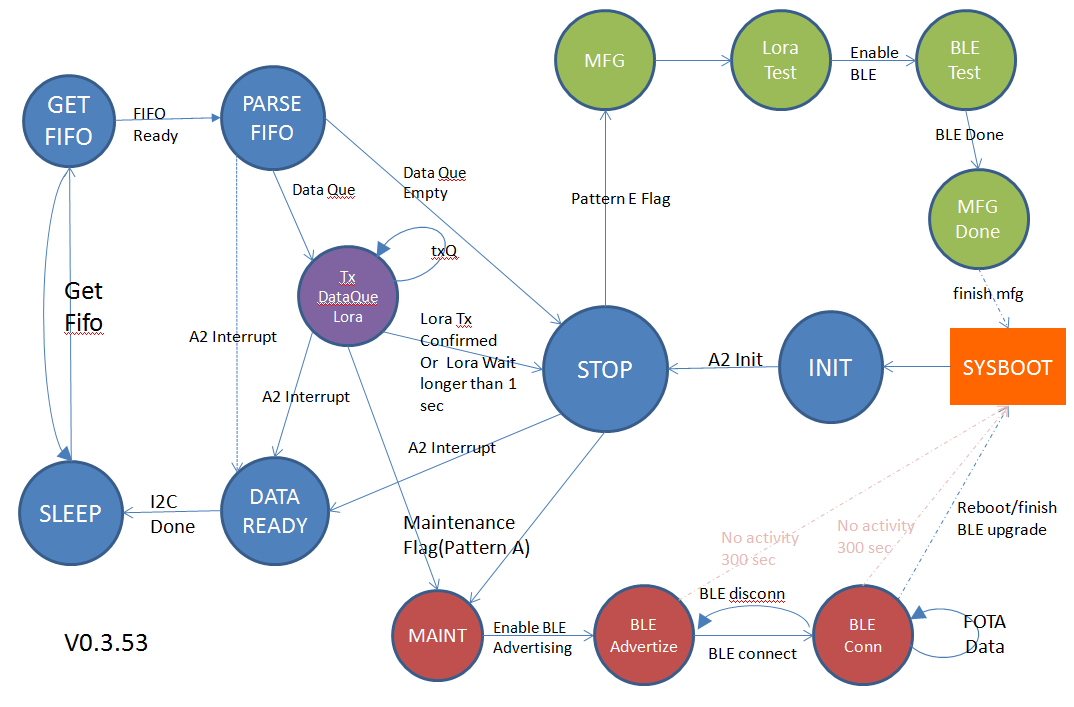 MFG
Lora
Test
Enable
BLE
BLE
Test
GET
FIFO
FIFO
Ready
PARSE
FIFO
BLE Done
Data Que
Data Que
Empty
Pattern E Flag
MFG
Done
txQ
Tx
DataQue
Lora
finish mfg
Get
Fifo
A2 Interrupt
Lora Tx
Confirmed
Or Lora Wait
longer than 1
sec
STOP
A2 Init
INIT
SYSBOOT
A2 Interrupt
A2 Interrupt
SLEEP
I2C
Done
DATA
READY
Maintenance
Flag(Pattern A)
No activity
300 sec
No activity
300 sec
Reboot/finish
BLE upgrade
BLE disconn
MAINT
Enable BLE
Advertising
BLE
Advertize
BLE connect
BLE
Conn
FOTA
Data
V0.3.53